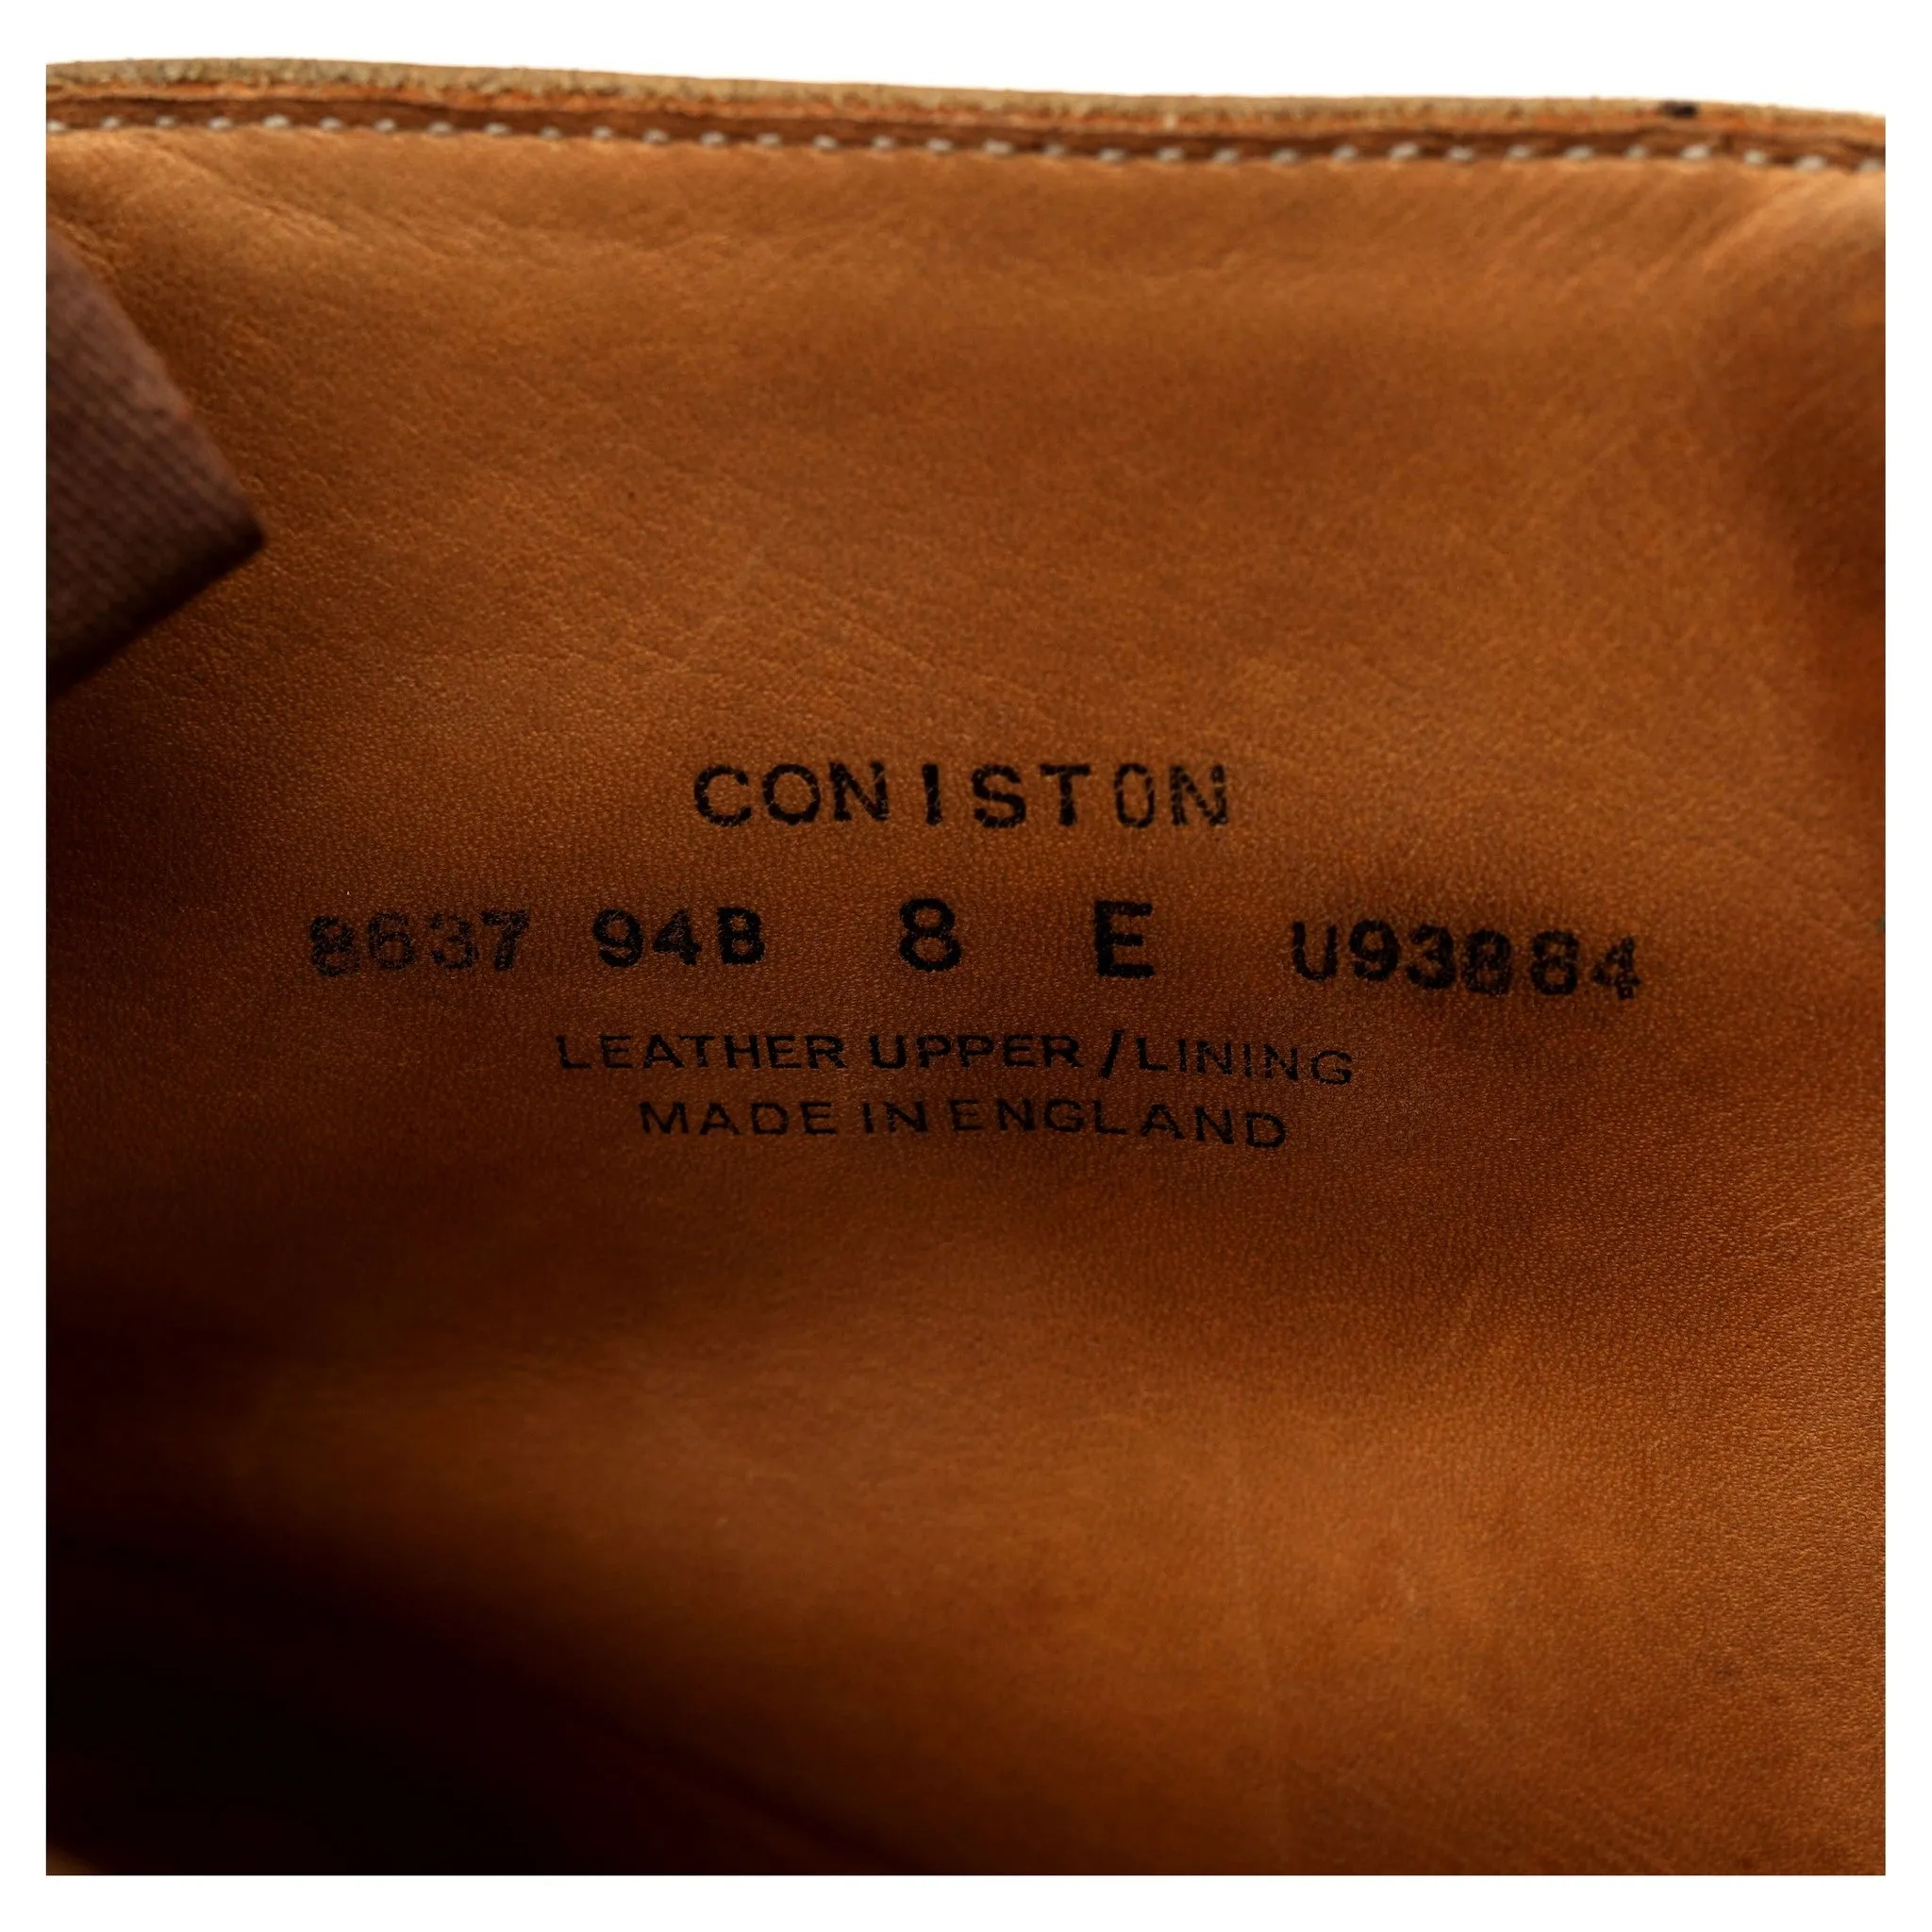 CONISTON
8637 94B 8 E U93884
LEATHER UPPER / LINING
MADE IN ENGLAND